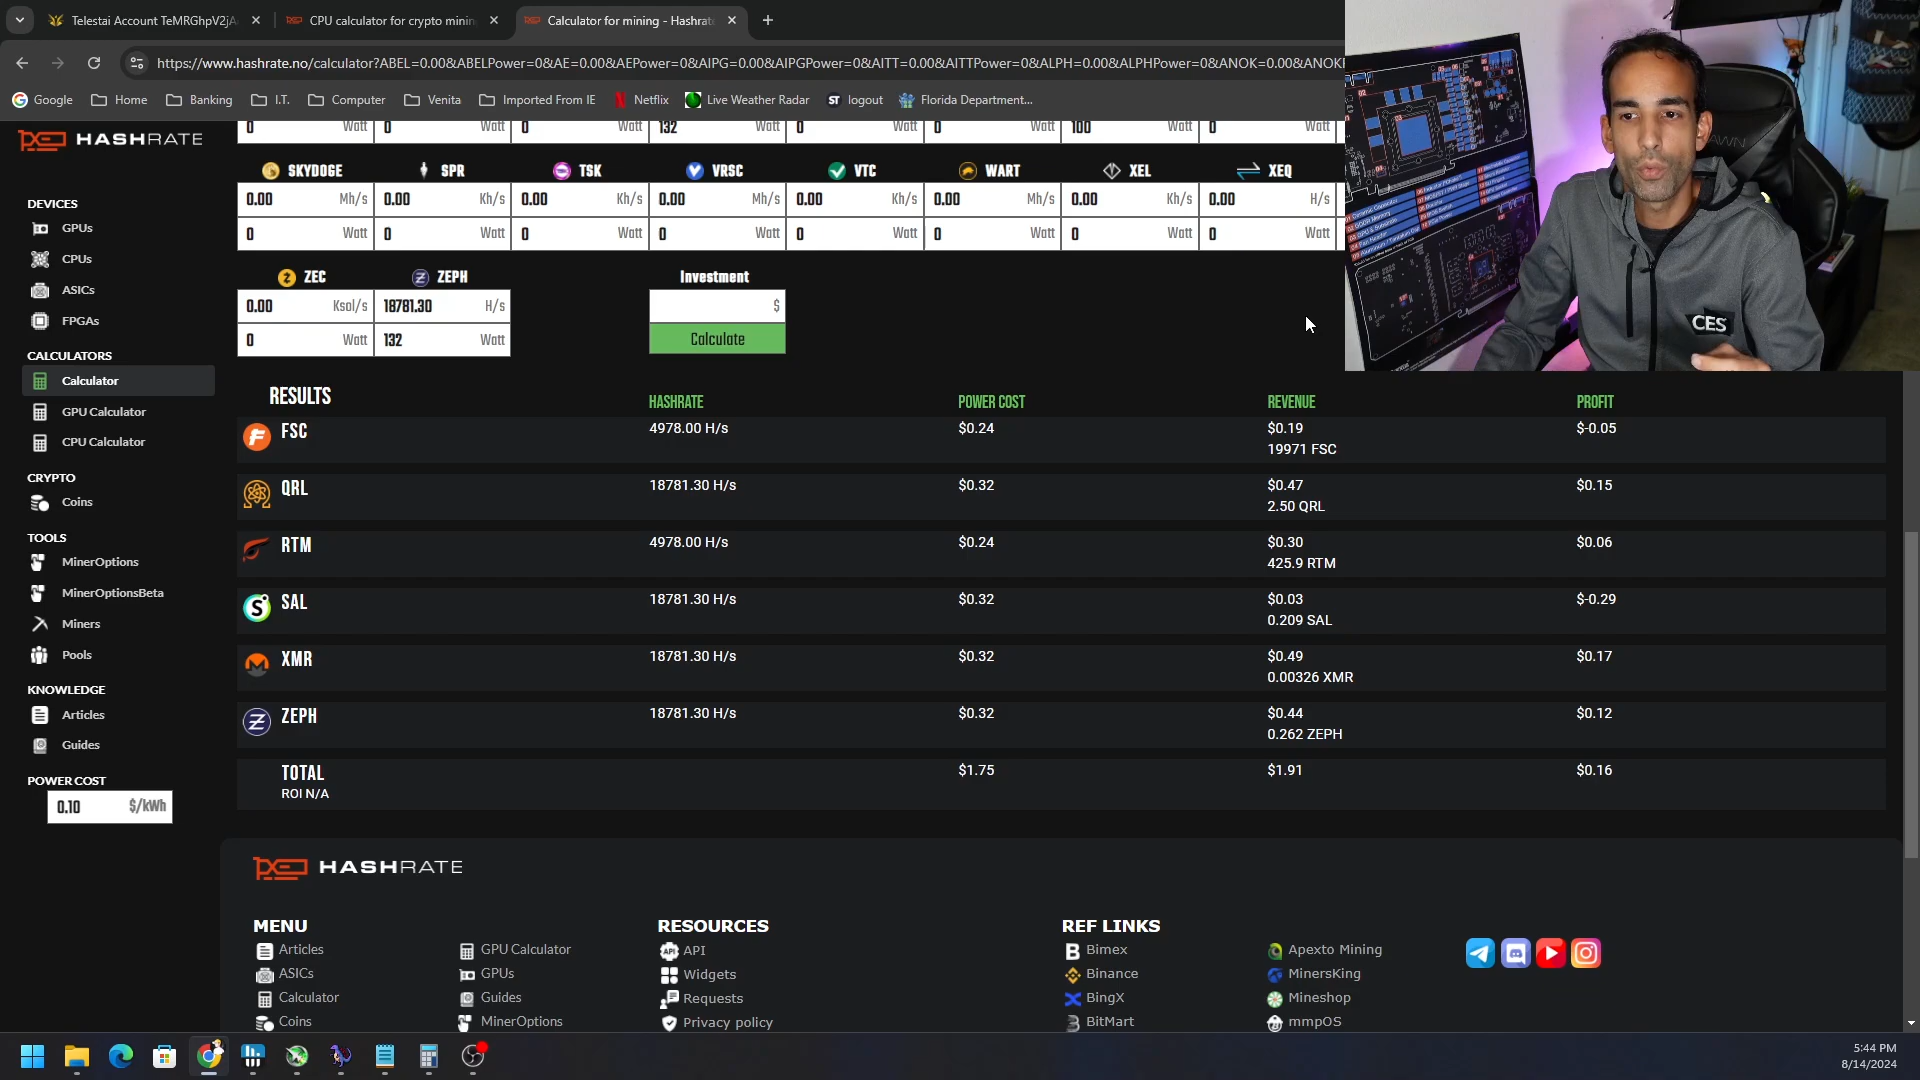 Telestai Account TeMRGhpV2jA
CPU calculator for crypto minin
Calculator for mining - Hashrate
https://www.hashrate.no/calculator?ABEL=0.00&ABELPower=0&AE=0.00&AEPower=0&AIPG=0.00&AIPGPower=0&AITT=0.00&AITTPower=0&ALPH=0.00&ALPHPower=0&ANOK=0.00&ANOKP
Google Home Banking I.T. Computer Venita Imported From IE Netflix Live Weather Radar ST logout Florida Department...
HASHRATE
DEVICES
GPUs
CPUs
ASICs
FPGAs
CALCULATORS
Calculator
GPU Calculator
CPU Calculator
CRYPTO
Coins
TOOLS
MinerOptions
MinerOptionsBeta
Miners
Pools
KNOWLEDGE
Articles
Guides
POWER COST
0.10 $/kWh
0 Watt 0 Watt 0 Watt 132 Watt 0 Watt 0 Watt 100 Watt 0 Watt
SKYDOGE SPR TSK VRSC VTC WART XEL XEQ
0.00 Mh/s 0.00 Kh/s 0.00 Kh/s 0.00 Mh/s 0.00 Kh/s 0.00 Mh/s 0.00 Kh/s 0.00 H/s
0 Watt 0 Watt 0 Watt 0 Watt 0 Watt 0 Watt 0 Watt 0 Watt
ZEC ZEPH Investment
0.00 Ksol/s 18781.30 H/s $
0 Watt 132 Watt Calculate
RESULTS HASHRATE POWER COST REVENUE PROFIT
FSC 4978.00 H/s $0.24 $0.19 $-0.05
19971 FSC
QRL 18781.30 H/s $0.32 $0.47 $0.15
2.50 QRL
RTM 4978.00 H/s $0.24 $0.30 $0.06
425.9 RTM
SAL 18781.30 H/s $0.32 $0.03 $-0.29
0.209 SAL
XMR 18781.30 H/s $0.32 $0.49 $0.17
0.00326 XMR
ZEPH 18781.30 H/s $0.32 $0.44 $0.12
0.262 ZEPH
TOTAL $1.75 $1.91 $0.16
ROI N/A
HASHRATE
MENU
Articles GPU Calculator
ASICs GPUs
Calculator Guides
Coins MinerOptions
RESOURCES
API
Widgets
Requests
Privacy policy
REF LINKS
Bimex Apexto Mining
Binance MinersKing
BingX Mineshop
BitMart mmpOS
CES
5:44 PM
8/14/2024